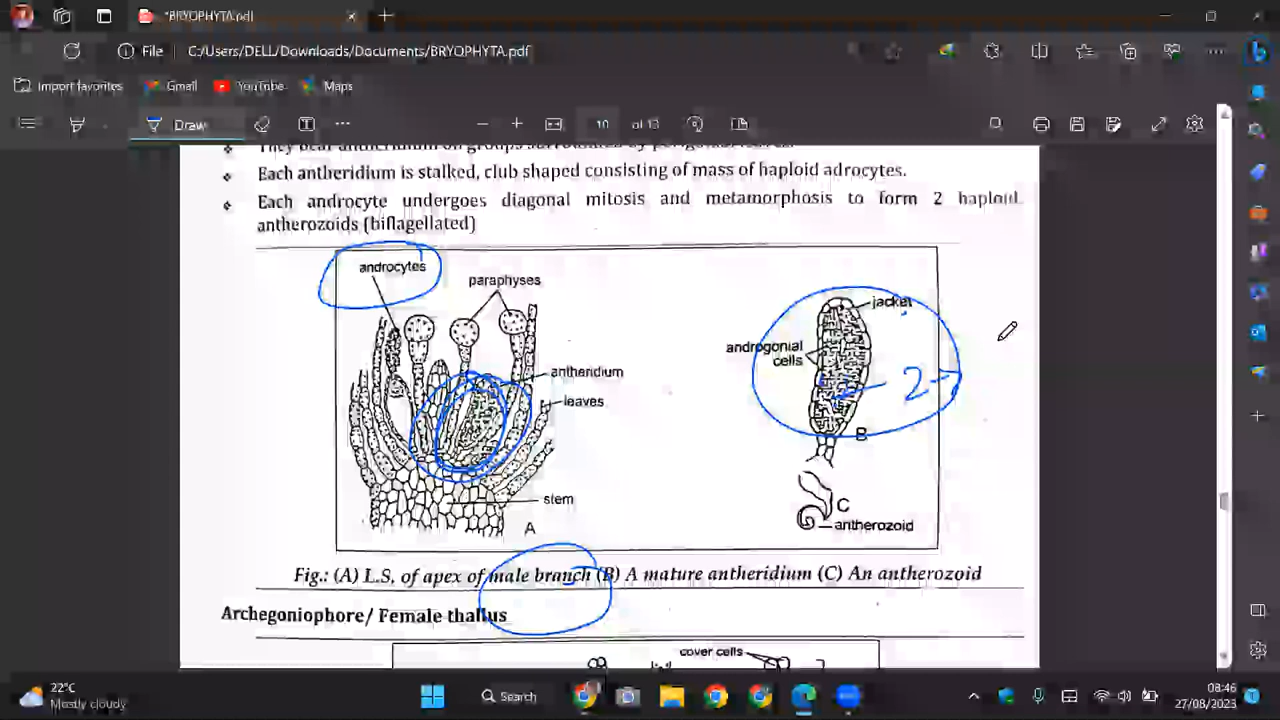 *BRYOPHYTA.pdf
File C:/Users/DELL/Downloads/Documents/BRYOPHYTA.pdf
Import favorites Gmail YouTube Maps
Draw 10 of 13
Each antheridium is stalked, club shaped consisting of mass of haploid adrocytes.
Each androcyte undergoes diagonal mitosis and metamorphosis to form 2 haploid
antherozoids (biflagellated)
androcytes
paraphyses
jacket
androgonial
cells
antheridium
2
leaves
B
stem
C
antherozoid
A
Fig.: (A) L.S. of apex of male branch (B) A mature antheridium (C) An antherozoid
Archegoniophore/ Female thallus
cover cells
22°C
Mostly cloudy
Search
08:46
27/08/2023